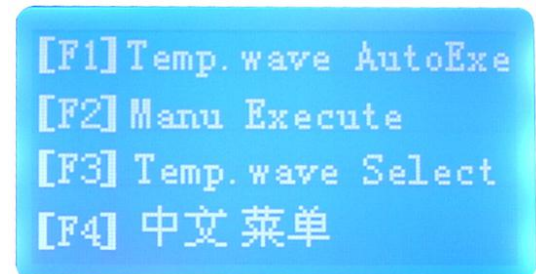 [F1] Temp.wave AutoExe
[F2] Manu Execute
[F3] Temp.wave Select
[F4] 中文菜单